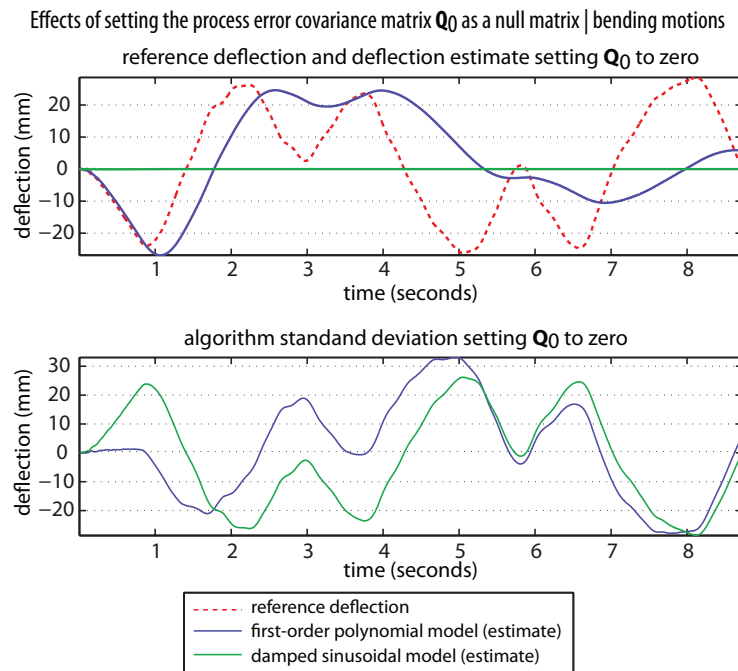 Effects of setting the process error covariance matrix Q0 as a null matrix | bending motions
reference deflection and deflection estimate setting Q0 to zero
deflection (mm)
20
10
0
−10
−20
1 2 3 4 5 6 7 8
time (seconds)
algorithm standand deviation setting Q0 to zero
deflection (mm)
30
20
10
0
−20
1 2 3 4 5 6 7 8
time (seconds)
reference deflection
first-order polynomial model (estimate)
damped sinusoidal model (estimate)